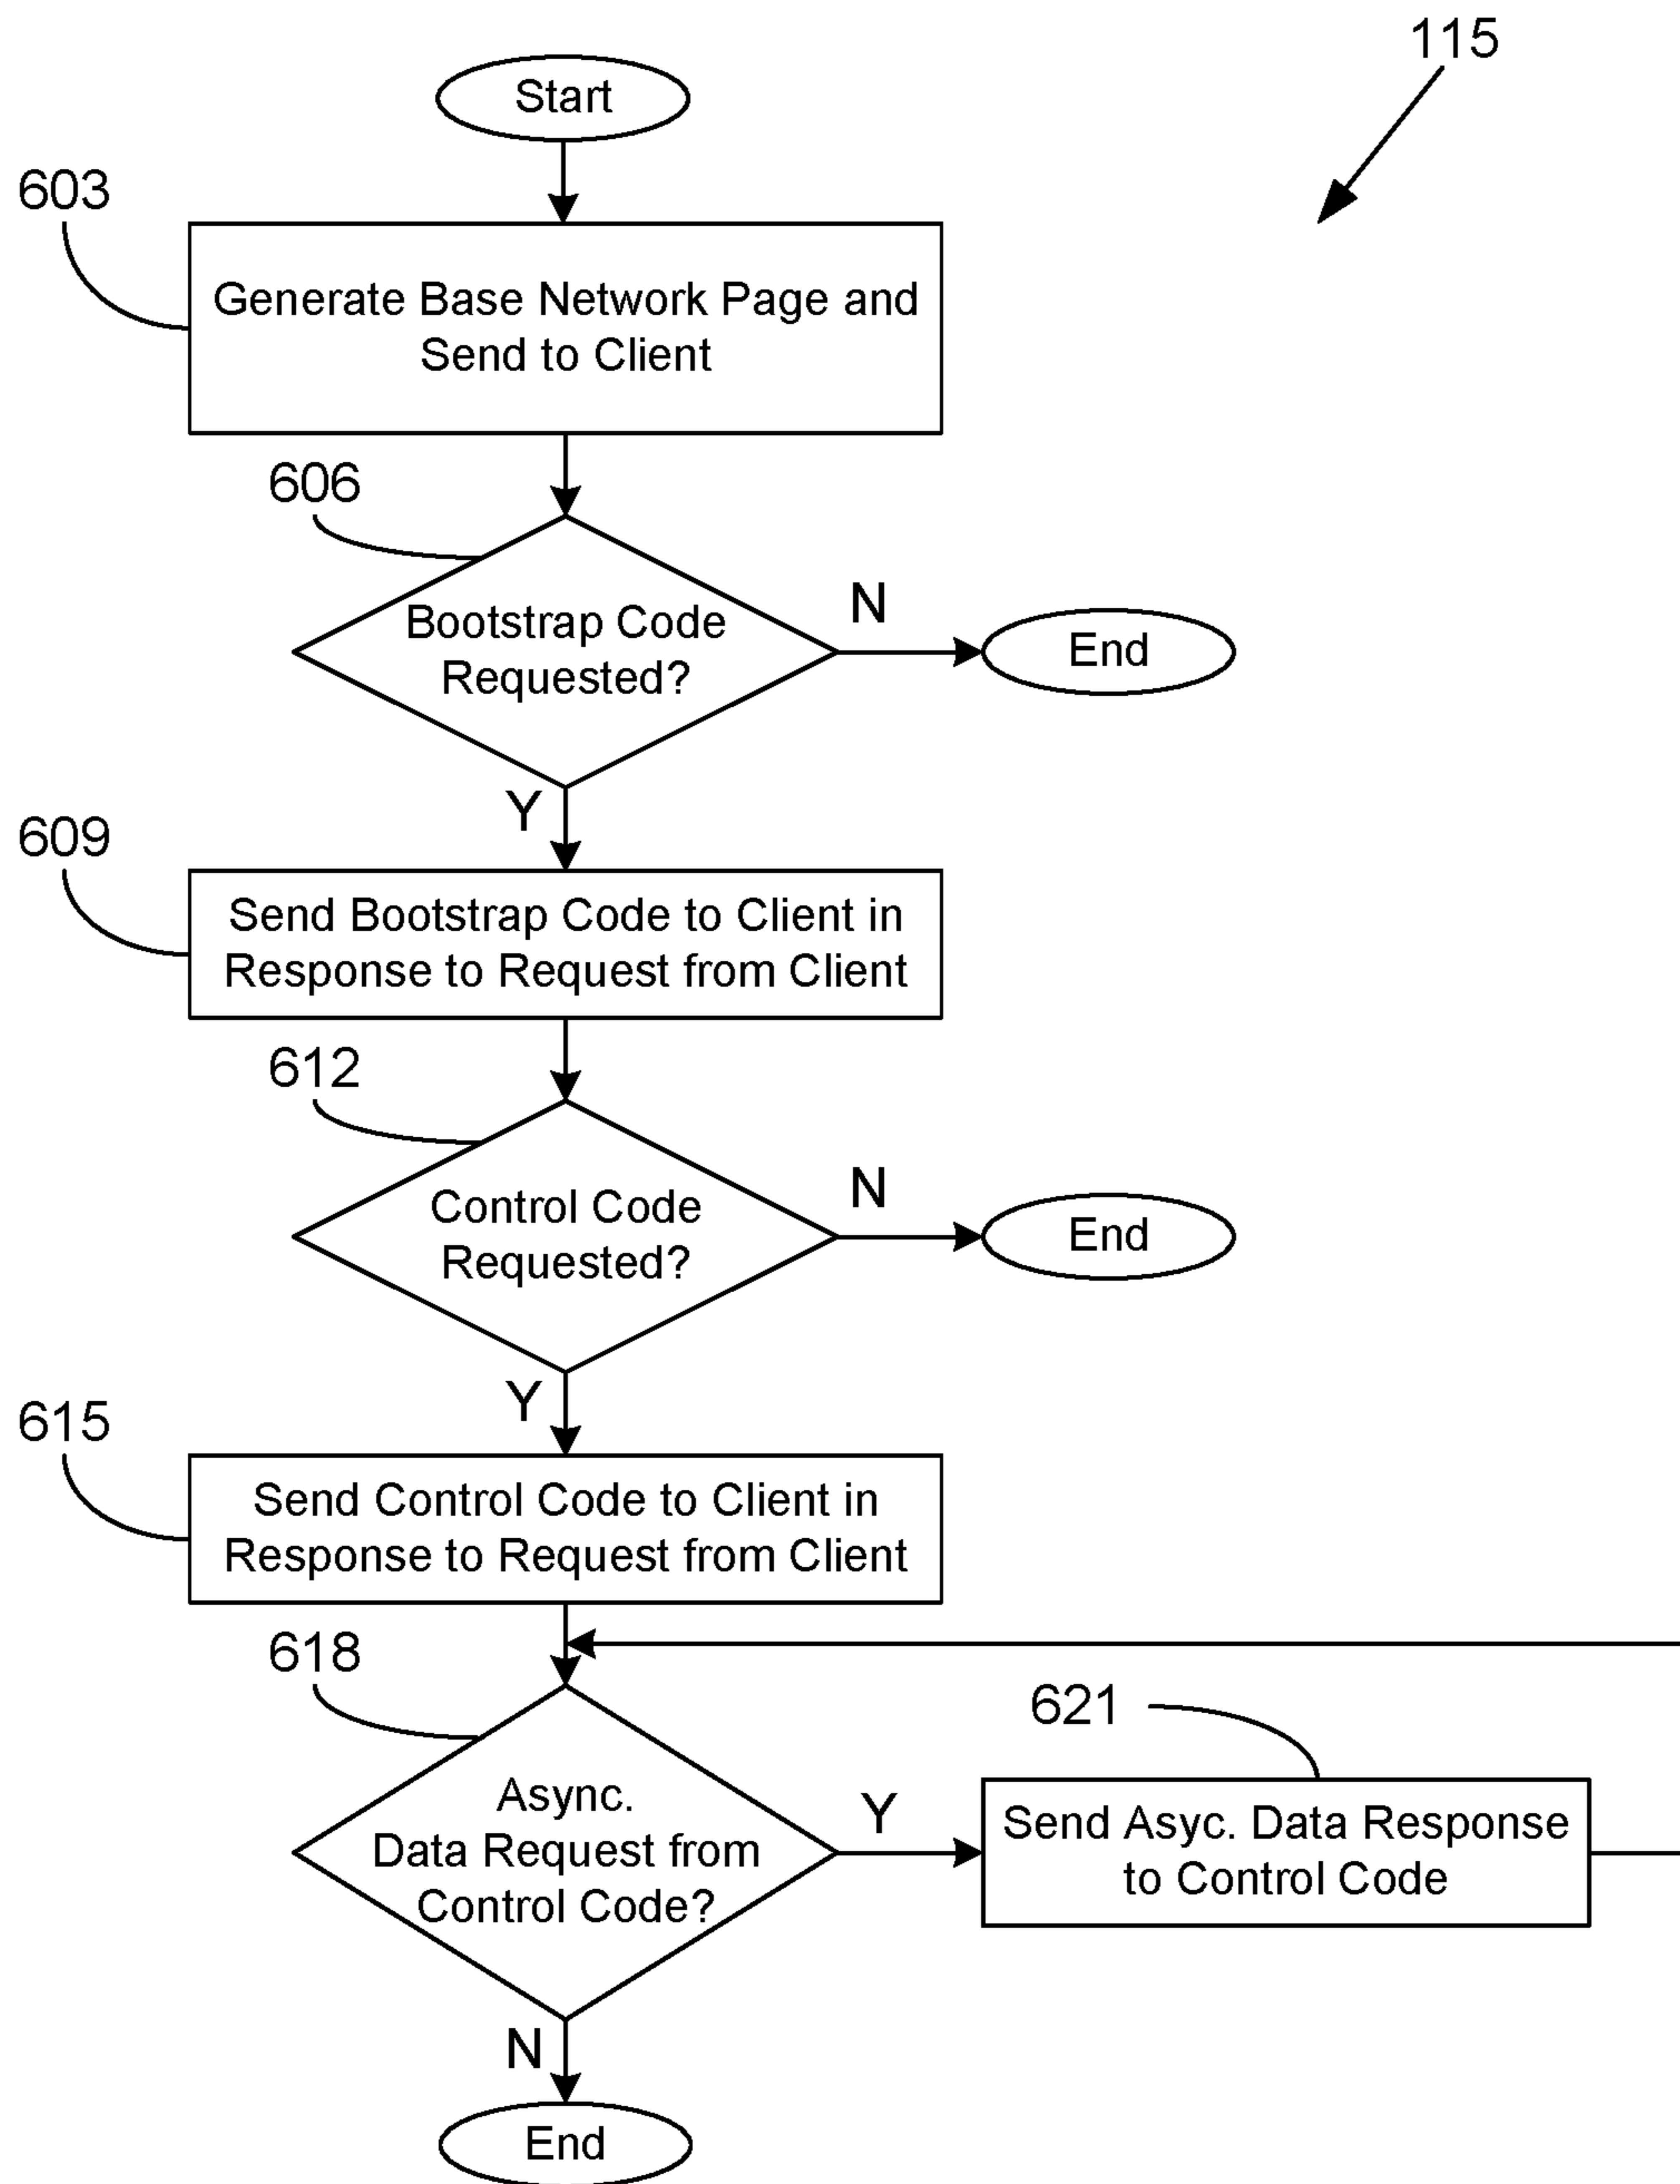 115
Start
603
Generate Base Network Page and
Send to Client
606
Bootstrap Code
Requested?
N
End
Y
609
Send Bootstrap Code to Client in
Response to Request from Client
612
Control Code
Requested?
N
End
Y
615
Send Control Code to Client in
Response to Request from Client
618
Async.
Data Request from
Control Code?
Y
621
Send Asyc. Data Response
to Control Code
N
End